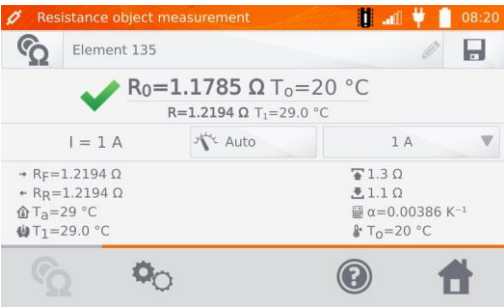 Resistance object measurement 08:20
Element 135
R0=1.1785 Ω To=20 °C
R=1.2194 Ω T1=29.0 °C
I = 1 A Auto 1 A
RF=1.2194 Ω 1.3 Ω
RR=1.2194 Ω 1.1 Ω
Ta=29 °C α=0.00386 K⁻¹
T1=29.0 °C To=20 °C